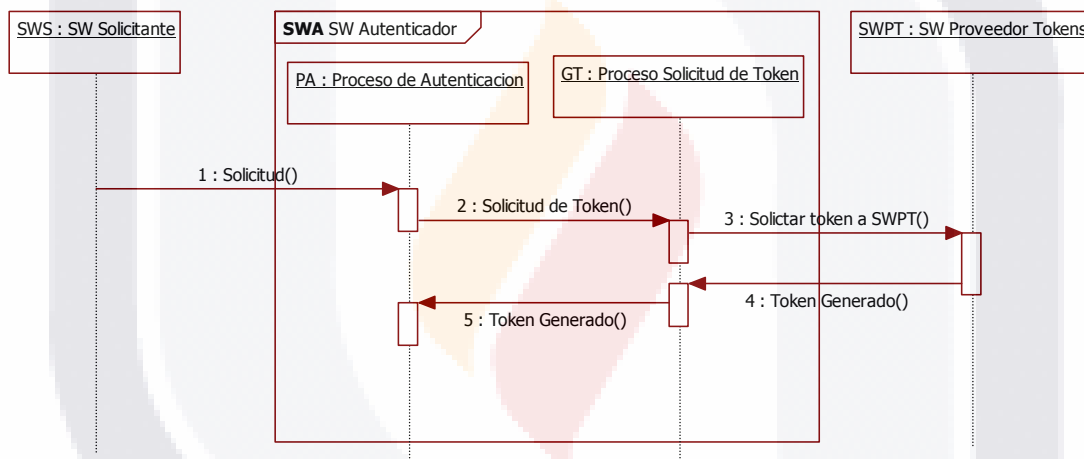 SWS : SW Solicitante
SWA SW Autenticador
SWPT : SW Proveedor Tokens
PA : Proceso de Autenticacion
GT : Proceso Solicitud de Token
1 : Solicitud()
2 : Solicitud de Token()
3 : Solictar token a SWPT()
4 : Token Generado()
5 : Token Generado()